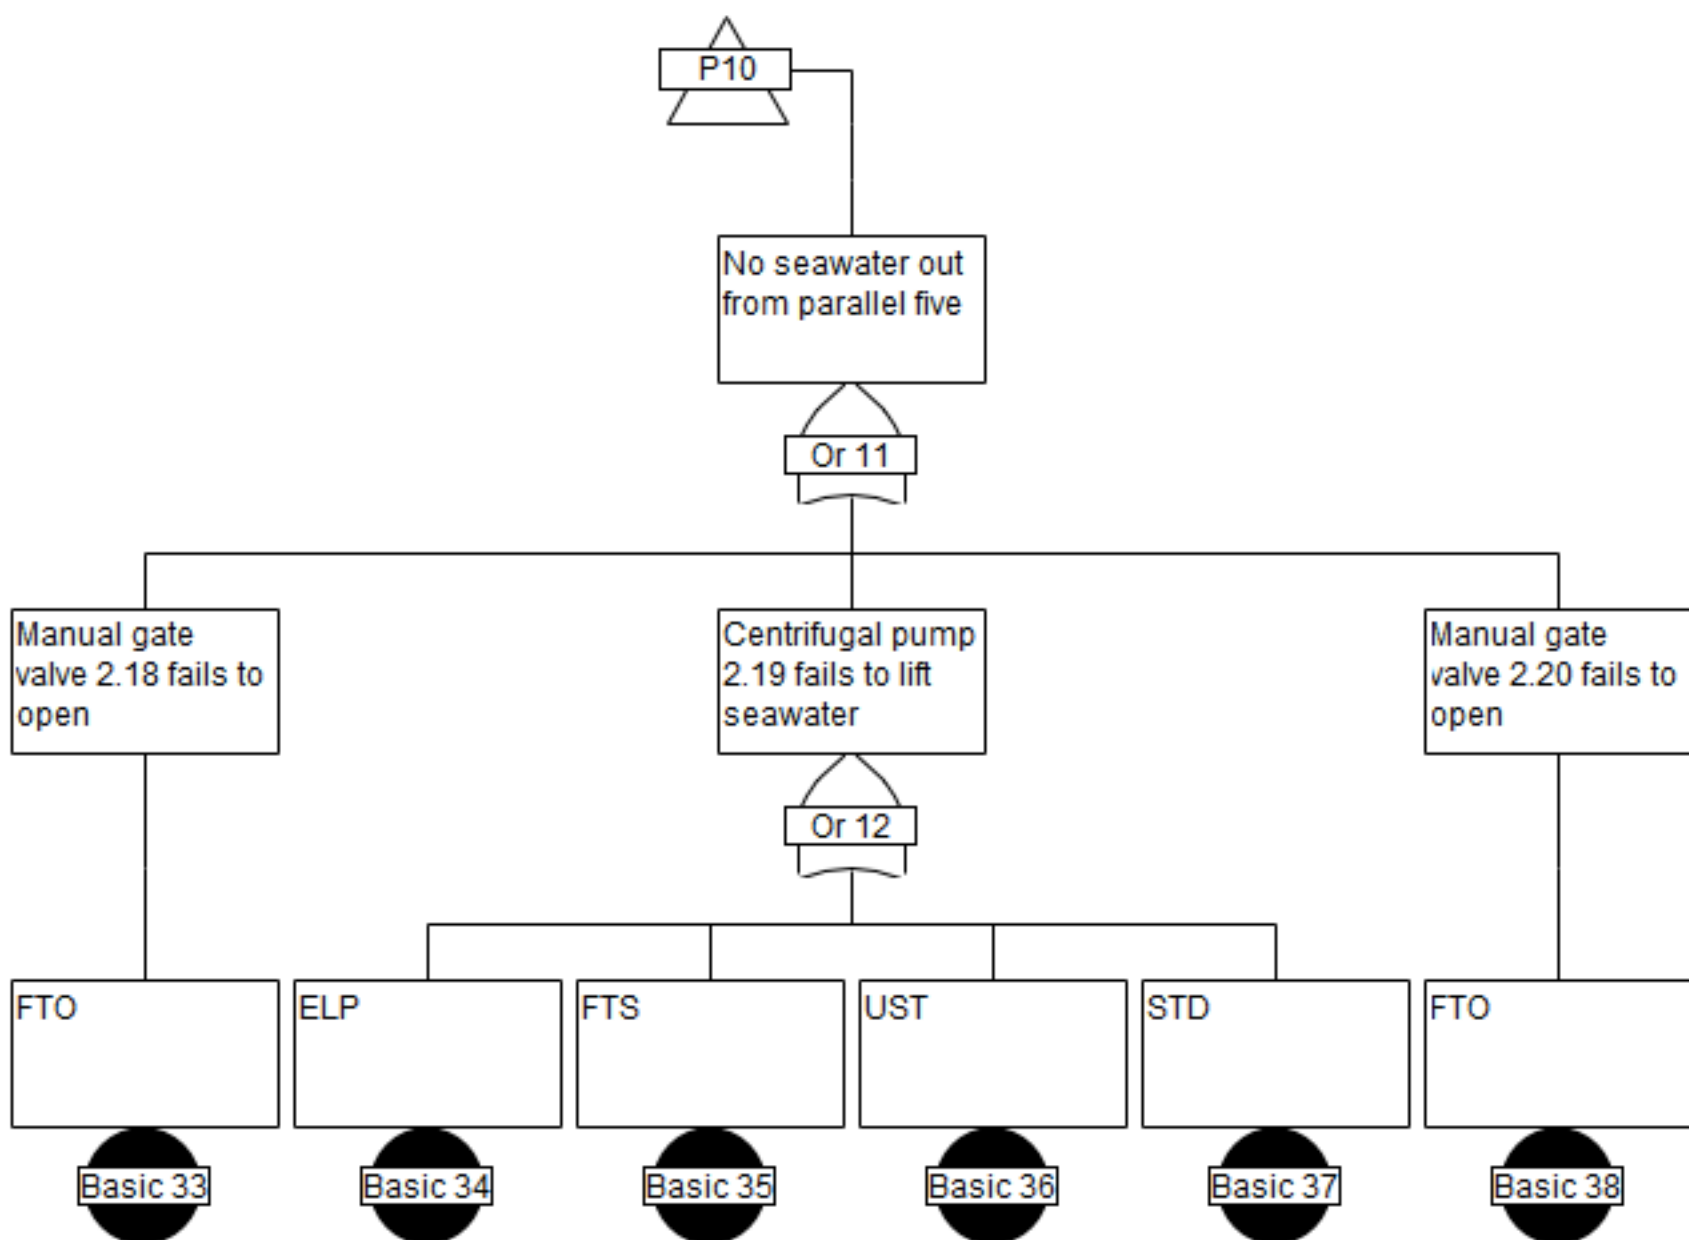 P10
No seawater out
from parallel five
Or 11
Manual gate
valve 2.18 fails to
open
Centrifugal pump
2.19 fails to lift
seawater
Manual gate
valve 2.20 fails to
open
Or 12
FTO
ELP
FTS
UST
STD
FTO
Basic 33
Basic 34
Basic 35
Basic 36
Basic 37
Basic 38